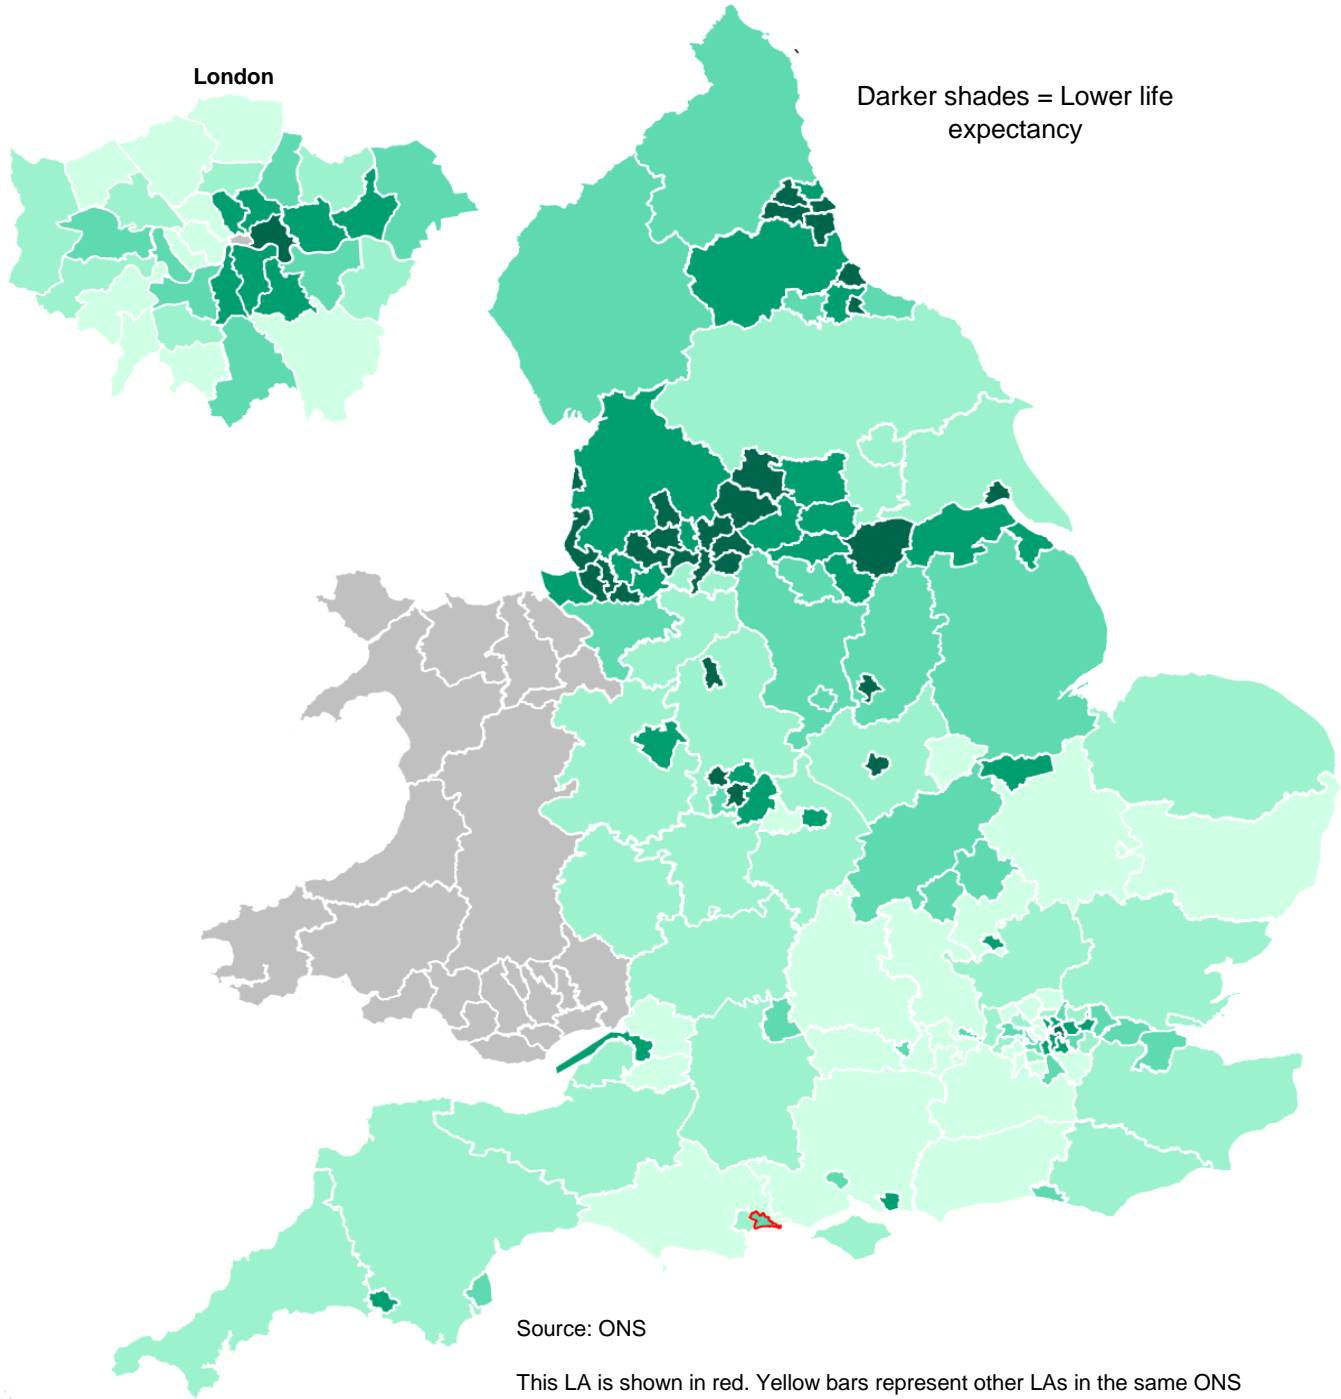 London
Darker shades = Lower life
expectancy
Source: ONS
This LA is shown in red. Yellow bars represent other LAs in the same ONS